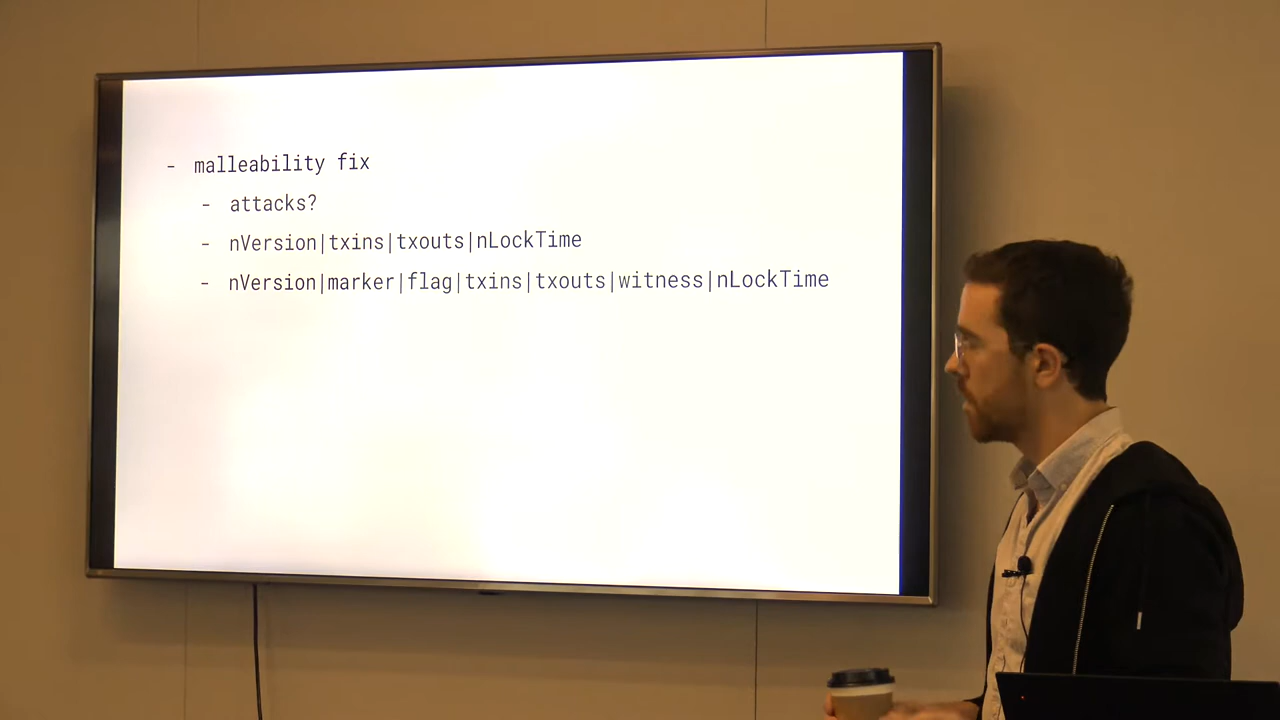 - malleability fix
- attacks?
- nVersion|txins|txouts|nLockTime
- nVersion|marker|flag|txins|txouts|witness|nLockTime